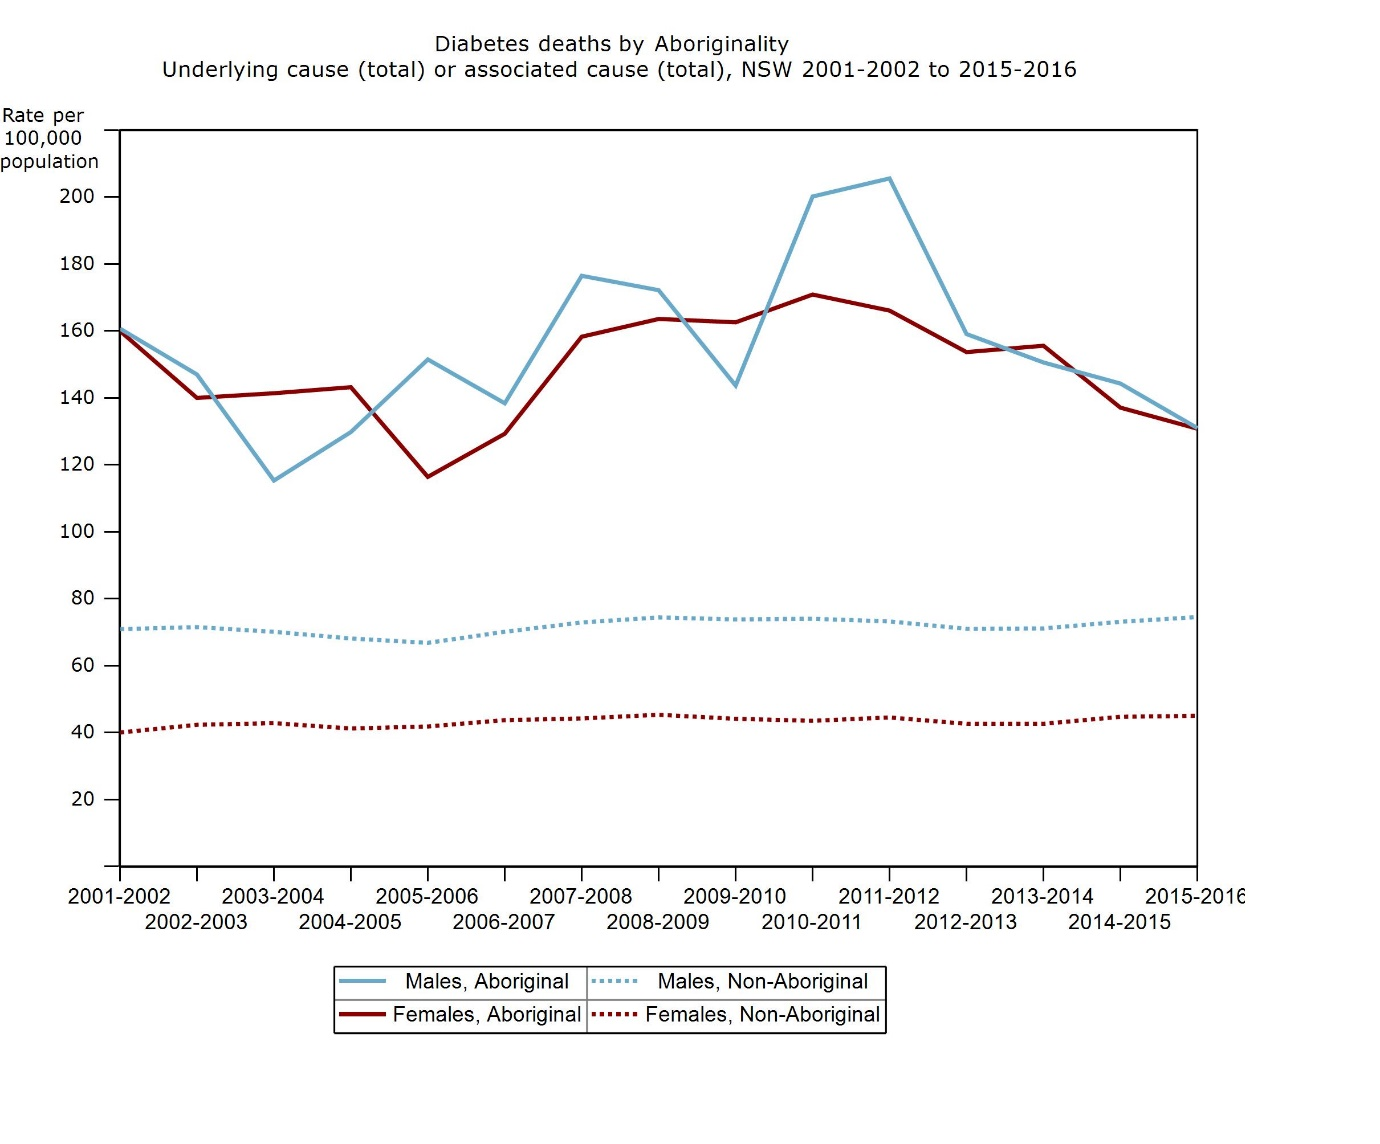 Diabetes deaths by Aboriginality
Underlying cause (total) or associated cause (total), NSW 2001-2002 to 2015-2016
Rate per
100,000
population
200
180
160
140
120
100
80
60
40
20
2001-2002 2003-2004 2005-2006 2007-2008 2009-2010 2011-2012 2013-2014 2015-2016
2002-2003 2004-2005 2006-2007 2008-2009 2010-2011 2012-2013 2014-2015
Males, Aboriginal Males, Non-Aboriginal
Females, Aboriginal Females, Non-Aboriginal